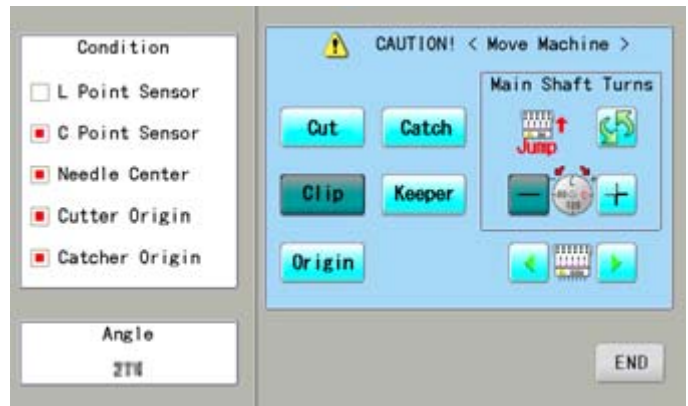 Condition
L Point Sensor
C Point Sensor
Needle Center
Cutter Origin
Catcher Origin
Angle
CAUTION! < Move Machine >
Main Shaft Turns
Cut
Catch
Jump
Clip
Keeper
Origin
END